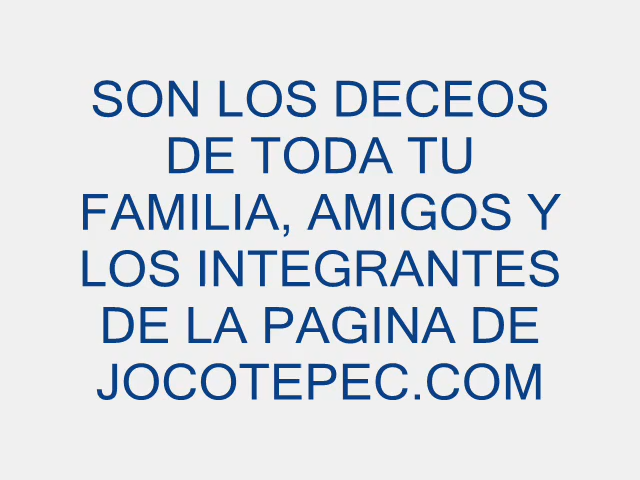 SON LOS DECEOS
DE TODA TU
FAMILIA, AMIGOS Y
LOS INTEGRANTES
DE LA PAGINA DE
JOCOTEPEC.COM